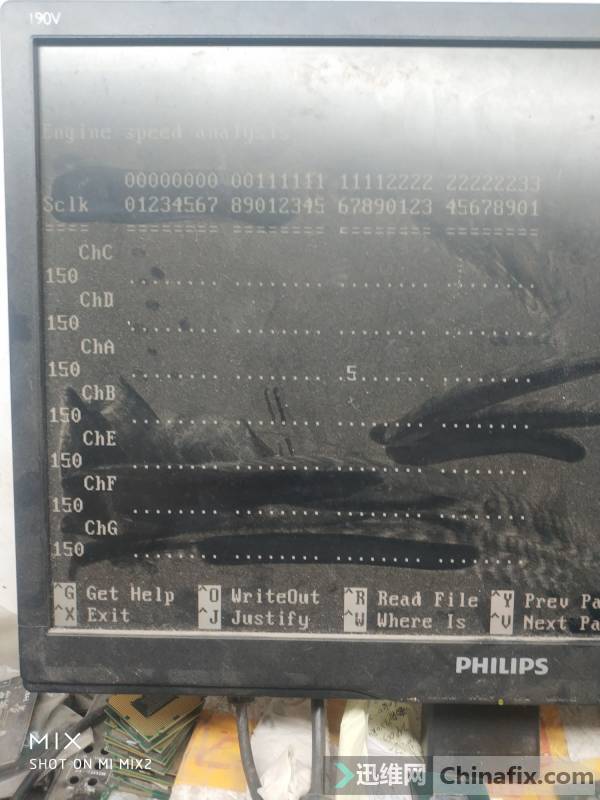 190V
Engine speed analysis
00000000 00111111 11112222 22222233
Sclk 01234567 89012345 67890123 45678901
==== ======== ======== ======== ========
ChC
150 ........ ........ ........ ........
ChD
150 ........ ........ ........ ........
ChA
150 ........ ........ .5...... ........
ChB
150 ........ ........ ........ ........
ChE
150 ........ ........ ........ ........
ChF
150 ........ ........ ........ ........
ChG
150 ........ ........ ........ ........
^G Get Help ^O WriteOut ^R Read File ^Y Prev Pa
^X Exit ^J Justify ^W Where Is ^V Next Pa
PHILIPS
MIX
SHOT ON MI MIX2
迅维网 Chinafix.com